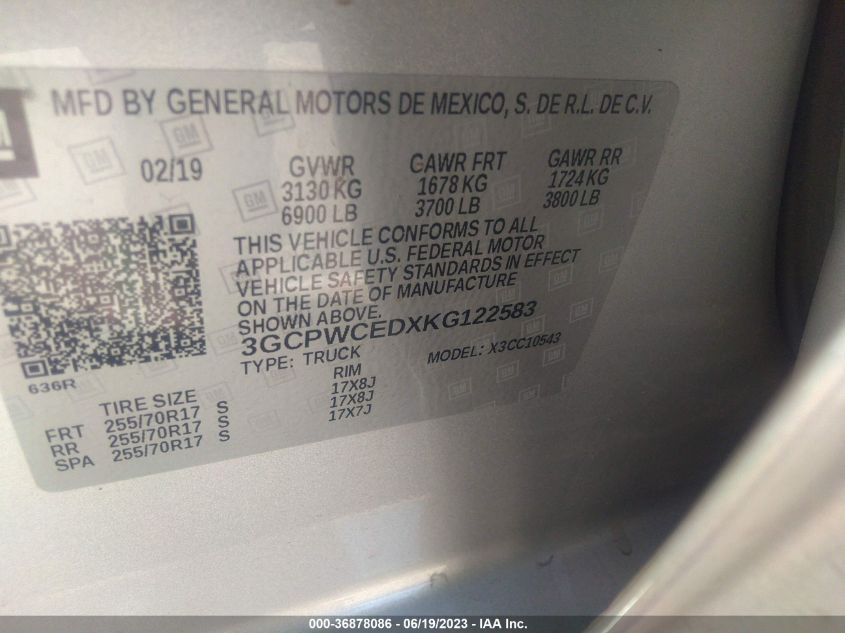 GM
MFD BY GENERAL MOTORS DE MEXICO, S. DE R.L. DE C.V.
02/19 GVWR GAWR FRT GAWR RR
3130 KG 1678 KG 1724 KG
6900 LB 3700 LB 3800 LB
THIS VEHICLE CONFORMS TO ALL
APPLICABLE U.S. FEDERAL MOTOR
VEHICLE SAFETY STANDARDS IN EFFECT
ON THE DATE OF MANUFACTURE
SHOWN ABOVE.
3GCPWCEDXKG122583
TYPE: TRUCK MODEL: X3CC10543
636R
TIRE SIZE RIM
FRT 255/70R17 S 17X8J
RR 255/70R17 S 17X8J
SPA 255/70R17 S 17X7J
000-36878086 - 06/19/2023 - IAA Inc.